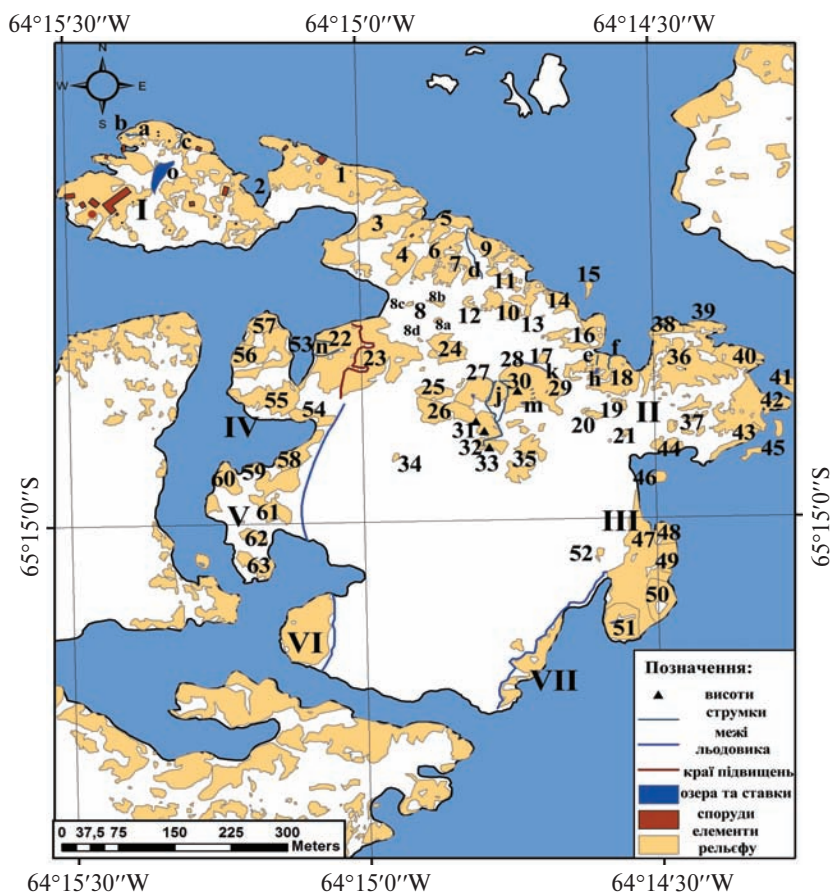 64°15′30′′W 64°15′0′′W 64°14′30′′W
N
W E
S
b a c
o
I
2
1
3 5
6 9
4 7 d
15
11
8c 8b
8 12 10 14
8d 8a 13 16
38 39
57 53 n 22
56 23 24
28 17 e f
36 40
27 30 k h 18
41
25 j 29
55 54 26 m 19 II 42
IV 20 37
31 21 43
32 33 35
34 44 45
58
59
60 46
V 61
65°15′0′′S 65°15′0′′S
III
62 47 48
52 49
63 50
51
VI
VII
Позначення:
висоти
струмки
межі
льодовика
краї підвищень
озера та ставки
споруди
елементи
рельєфу
0 37,5 75 150 225 300
Meters
64°15′30′′W 64°15′0′′W 64°14′30′′W